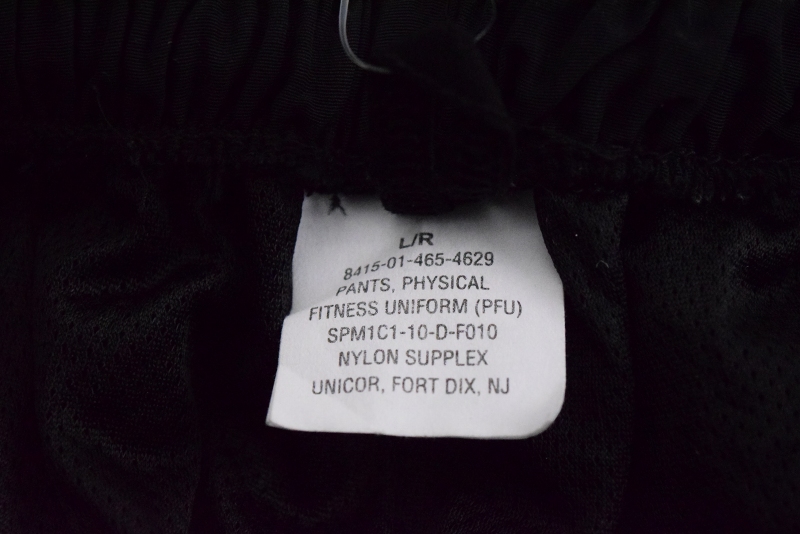 L/R
8415-01-465-4629
PANTS, PHYSICAL
FITNESS UNIFORM (PFU)
SPM1C1-10-D-F010
NYLON SUPPLEX
UNICOR, FORT DIX, NJ